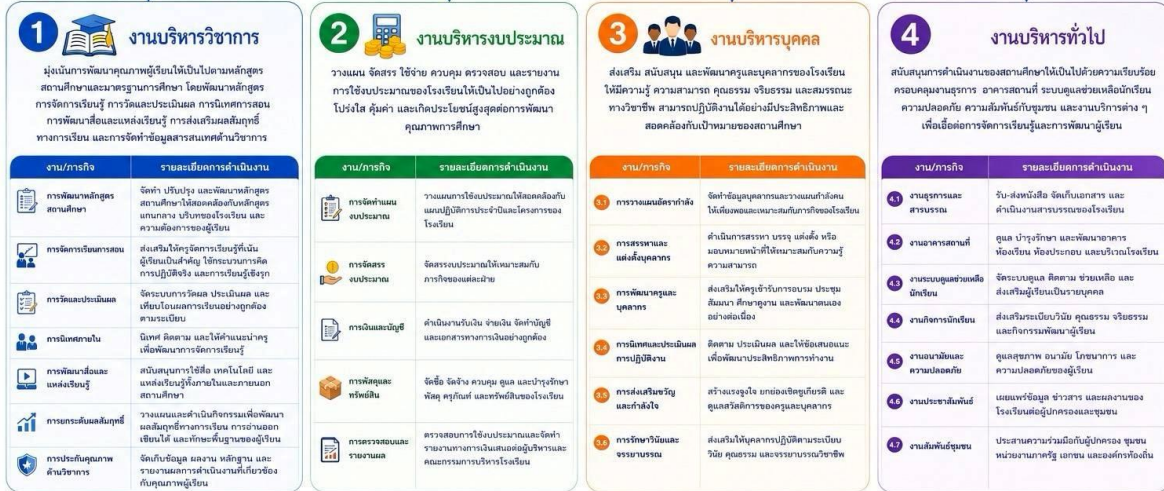 1
งานบริหารวิชาการ
มุ่งเน้นการพัฒนาคุณภาพผู้เรียนให้เป็นไปตามหลักสูตร
สถานศึกษาและมาตรฐานการศึกษา โดยพัฒนาหลักสูตร
การจัดการเรียนรู้ การวัดและประเมินผล การนิเทศการสอน
การพัฒนาสื่อและแหล่งเรียนรู้ การส่งเสริมผลสัมฤทธิ์
ทางการเรียน และการจัดทำข้อมูลสารสนเทศด้านวิชาการ
งาน/ภารกิจ
รายละเอียดการดำเนินงาน
การพัฒนาหลักสูตร
สถานศึกษา
จัดทำ ปรับปรุง และพัฒนาหลักสูตร
สถานศึกษาให้สอดคล้องกับหลักสูตร
แกนกลาง บริบทของโรงเรียน และ
ความต้องการของผู้เรียน
การจัดการเรียนการสอน
ส่งเสริมให้ครูจัดการเรียนรู้ที่เน้น
ผู้เรียนเป็นสำคัญ ใช้กระบวนการคิด
การปฏิบัติจริง และการเรียนรู้เชิงรุก
การวัดและประเมินผล
จัดระบบการวัดผล ประเมินผล และ
เทียบโอนผลการเรียนอย่างถูกต้อง
ตามระเบียบ
การนิเทศภายใน
นิเทศ ติดตาม และให้คำแนะนำครู
เพื่อพัฒนาการจัดการเรียนรู้
การพัฒนาสื่อและ
แหล่งเรียนรู้
สนับสนุนการใช้สื่อ เทคโนโลยี และ
แหล่งเรียนรู้ทั้งภายในและภายนอก
สถานศึกษา
การยกระดับผลสัมฤทธิ์
วางแผนและดำเนินกิจกรรมเพื่อพัฒนา
ผลสัมฤทธิ์ทางการเรียน การอ่านออก
เขียนได้ และทักษะพื้นฐานของผู้เรียน
การประกันคุณภาพ
ด้านวิชาการ
จัดเก็บข้อมูล ผลงาน หลักฐาน และ
รายงานผลการดำเนินงานที่เกี่ยวข้อง
กับคุณภาพผู้เรียน
2
งานบริหารงบประมาณ
วางแผน จัดสรร ใช้จ่าย ควบคุม ตรวจสอบ และรายงาน
การใช้งบประมาณของโรงเรียนให้เป็นไปอย่างถูกต้อง
โปร่งใส คุ้มค่า และเกิดประโยชน์สูงสุดต่อการพัฒนา
คุณภาพการศึกษา
งาน/ภารกิจ
รายละเอียดการดำเนินงาน
การจัดทำแผน
งบประมาณ
วางแผนการใช้งบประมาณให้สอดคล้องกับ
แผนปฏิบัติการประจำปีและโครงการของ
โรงเรียน
การจัดสรร
งบประมาณ
จัดสรรงบประมาณให้เหมาะสมกับ
ภารกิจของแต่ละฝ่าย
การเงินและบัญชี
ดำเนินงานรับเงิน จ่ายเงิน จัดทำบัญชี
และเอกสารทางการเงินอย่างถูกต้อง
การพัสดุและ
ทรัพย์สิน
จัดซื้อ จัดจ้าง ควบคุม ดูแล และบำรุงรักษา
พัสดุ ครุภัณฑ์ และทรัพย์สินของโรงเรียน
การตรวจสอบและ
รายงานผล
ตรวจสอบการใช้งบประมาณและจัดทำ
รายงานทางการเงินเสนอต่อผู้บริหารและ
คณะกรรมการบริหารโรงเรียน
3
งานบริหารบุคคล
ส่งเสริม สนับสนุน และพัฒนาครูและบุคลากรของโรงเรียน
ให้มีความรู้ ความสามารถ คุณธรรม จริยธรรม และสมรรถนะ
ทางวิชาชีพ สามารถปฏิบัติงานได้อย่างมีประสิทธิภาพและ
สอดคล้องกับเป้าหมายของสถานศึกษา
งาน/ภารกิจ
รายละเอียดการดำเนินงาน
3.1 การวางแผนอัตรากำลัง
จัดทำข้อมูลบุคลากรและวางแผนกำลังคน
ให้เพียงพอและเหมาะสมกับภารกิจของโรงเรียน
3.2 การสรรหาและ
แต่งตั้งบุคลากร
ดำเนินการสรรหา บรรจุ แต่งตั้ง หรือ
มอบหมายหน้าที่ให้เหมาะสมกับความรู้
ความสามารถ
3.3 การพัฒนาครูและ
บุคลากร
ส่งเสริมให้ครูเข้ารับการอบรม ประชุม
สัมมนา ศึกษาดูงาน และพัฒนาตนเอง
อย่างต่อเนื่อง
3.4 การนิเทศและประเมินผล
การปฏิบัติงาน
ติดตาม ประเมินผล และให้ข้อเสนอแนะ
เพื่อพัฒนาประสิทธิภาพการทำงาน
3.5 การส่งเสริมขวัญ
และกำลังใจ
สร้างแรงจูงใจ ยกย่องเชิดชูเกียรติ และ
ดูแลสวัสดิการของครูและบุคลากร
3.6 การรักษาวินัยและ
จรรยาบรรณ
ส่งเสริมให้บุคลากรปฏิบัติตามระเบียบ
วินัย คุณธรรม และจรรยาบรรณวิชาชีพ
4
งานบริหารทั่วไป
สนับสนุนการดำเนินงานของสถานศึกษาให้เป็นไปด้วยความเรียบร้อย
ครอบคลุมงานธุรการ อาคารสถานที่ ระบบดูแลช่วยเหลือนักเรียน
ความปลอดภัย ความสัมพันธ์กับชุมชน และงานบริการต่าง ๆ
เพื่อเอื้อต่อการจัดการเรียนรู้และการพัฒนาผู้เรียน
งาน/ภารกิจ
รายละเอียดการดำเนินงาน
4.1 งานธุรการและ
สารบรรณ
รับ-ส่งหนังสือ จัดเก็บเอกสาร และ
ดำเนินงานสารบรรณของโรงเรียน
4.2 งานอาคารสถานที่
ดูแล บำรุงรักษา และพัฒนาอาคาร
ห้องเรียน ห้องประกอบ และบริเวณโรงเรียน
4.3 งานระบบดูแลช่วยเหลือ
นักเรียน
จัดระบบดูแล ติดตาม ช่วยเหลือ และ
ส่งเสริมผู้เรียนเป็นรายบุคคล
4.4 งานกิจการนักเรียน
ส่งเสริมระเบียบวินัย คุณธรรม จริยธรรม
และกิจกรรมพัฒนาผู้เรียน
4.5 งานอนามัยและ
ความปลอดภัย
ดูแลสุขภาพ อนามัย โภชนาการ และ
ความปลอดภัยของผู้เรียน
4.6 งานประชาสัมพันธ์
เผยแพร่ข้อมูล ข่าวสาร และผลงานของ
โรงเรียนต่อผู้ปกครองและชุมชน
4.7 งานสัมพันธ์ชุมชน
ประสานความร่วมมือกับผู้ปกครอง ชุมชน
หน่วยงานภาครัฐ เอกชน และองค์กรท้องถิ่น